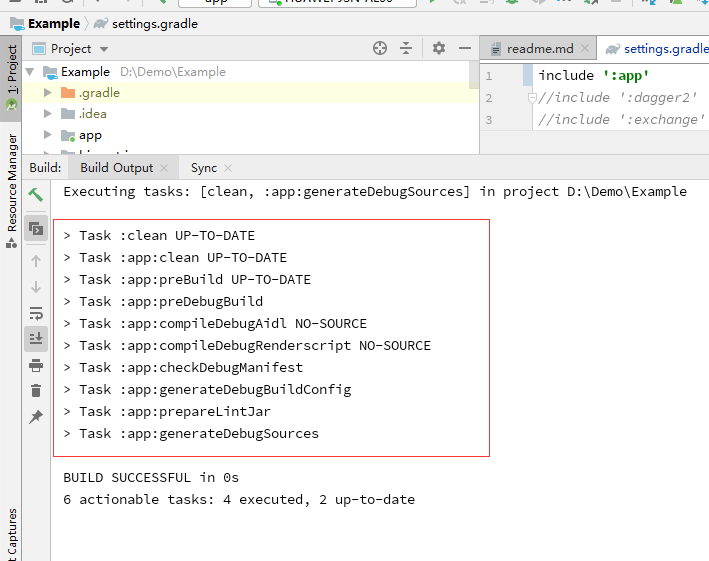 app
Example
settings.gradle
1: Project
Resource Manager
Project
readme.md
settings.gradle
Example D:\Demo\Example
.gradle
.idea
app
1 include ':app'
2 //include ':dagger2'
3 //include ':exchange'
Build:
Build Output
Sync
Executing tasks: [clean, :app:generateDebugSources] in project D:\Demo\Example
> Task :clean UP-TO-DATE
> Task :app:clean UP-TO-DATE
> Task :app:preBuild UP-TO-DATE
> Task :app:preDebugBuild
> Task :app:compileDebugAidl NO-SOURCE
> Task :app:compileDebugRenderscript NO-SOURCE
> Task :app:checkDebugManifest
> Task :app:generateDebugBuildConfig
> Task :app:prepareLintJar
> Task :app:generateDebugSources
BUILD SUCCESSFUL in 0s
6 actionable tasks: 4 executed, 2 up-to-date
t Captures